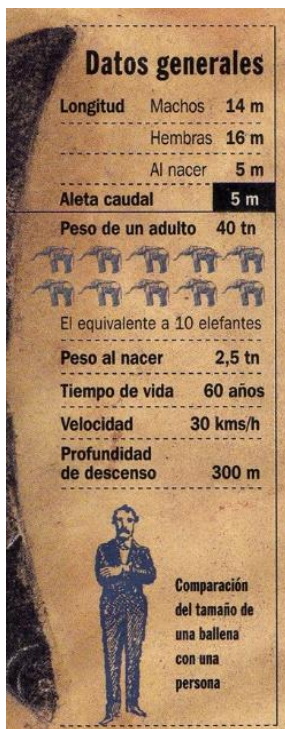 Datos generales
Longitud Machos 14 m
Hembras 16 m
Al nacer 5 m
Aleta caudal 5 m
Peso de un adulto 40 tn
El equivalente a 10 elefantes
Peso al nacer 2,5 tn
Tiempo de vida 60 años
Velocidad 30 kms/h
Profundidad
de descenso 300 m
Comparación
del tamaño de
una ballena
con una
persona